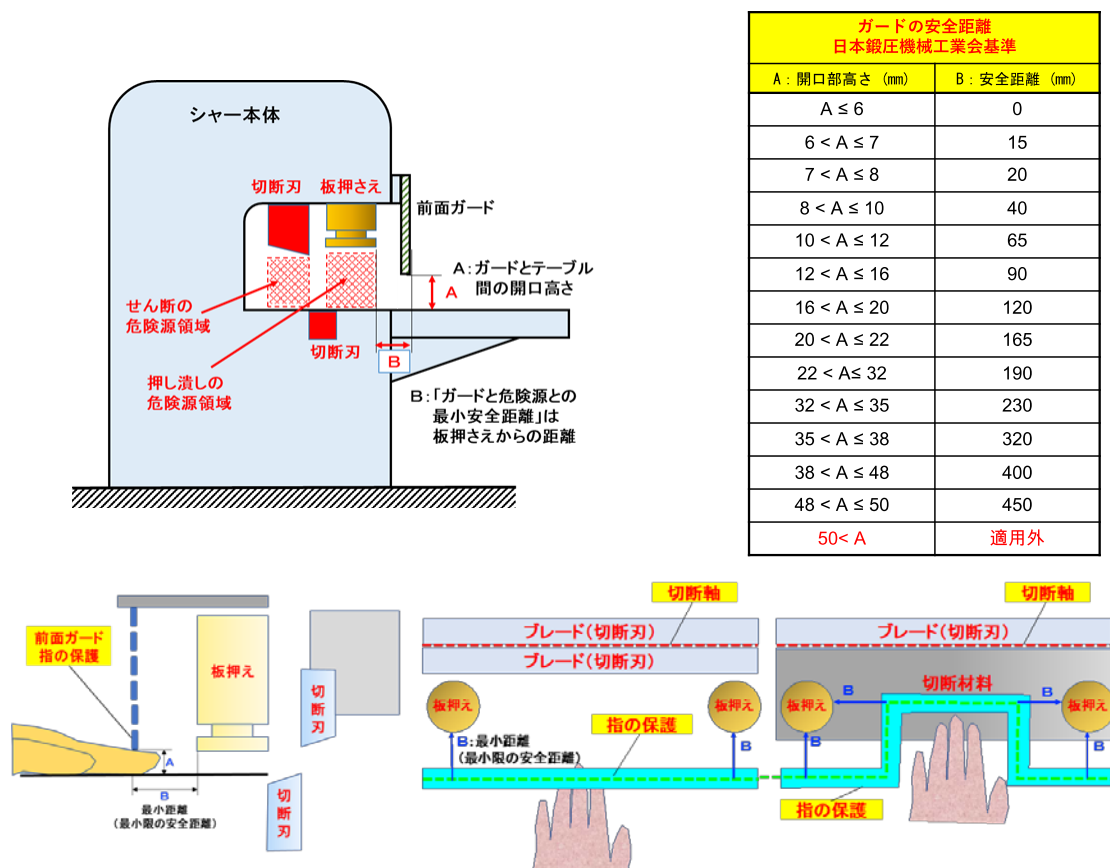 シャー本体
切断刃
板押さえ
前面ガード
A：ガードとテーブル
間の開口高さ
A
せん断の
危険源領域
切断刃
B
押し潰しの
危険源領域
B：「ガードと危険源との
最小安全距離」は
板押さえからの距離
ガードの安全距離
日本鍛圧機械工業会基準
A：開口部高さ (㎜) B：安全距離 (㎜)
A ≤ 6 0
6 < A ≤ 7 15
7 < A ≤ 8 20
8 < A ≤ 10 40
10 < A ≤ 12 65
12 < A ≤ 16 90
16 < A ≤ 20 120
20 < A ≤ 22 165
22 < A≤ 32 190
32 < A ≤ 35 230
35 < A ≤ 38 320
38 < A ≤ 48 400
48 < A ≤ 50 450
50< A 適用外
前面ガード
指の保護
板押え
切断刃
A
B
最小距離
（最小限の安全距離）
切断刃
切断軸
ブレード（切断刃）
ブレード（切断刃）
板押え
板押え
指の保護
B：最小距離
（最小限の安全距離）
B
切断軸
ブレード（切断刃）
切断材料
板押え
B
B
板押え
B
B
指の保護